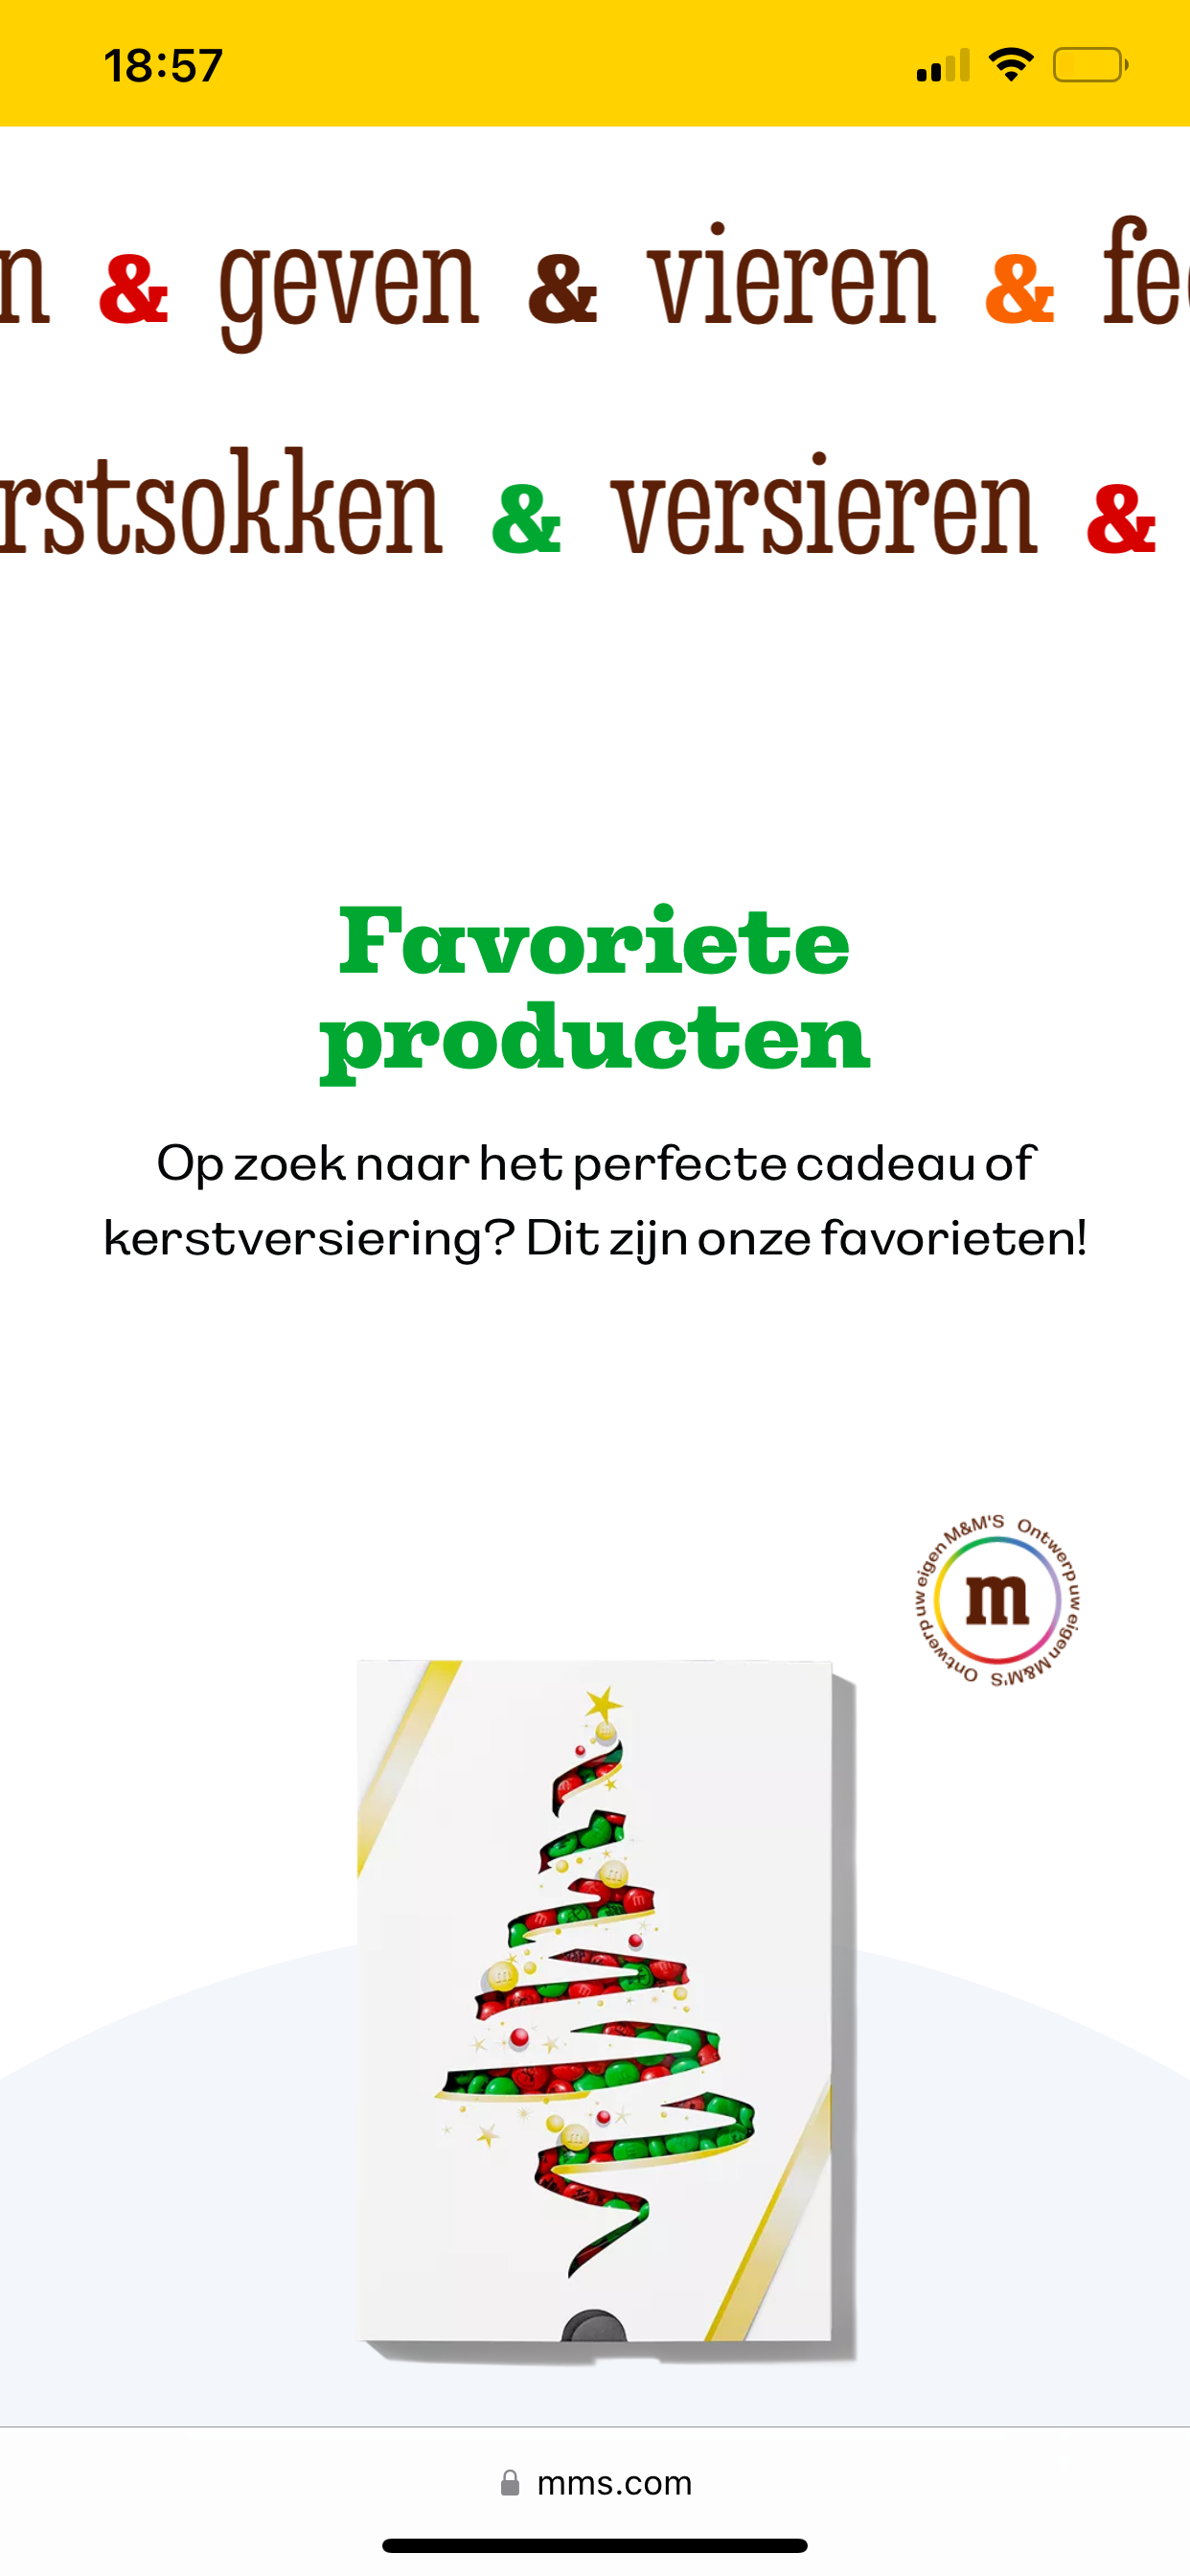 18:57
n & geven & vieren & fe
rstsokken & versieren &
Favoriete
producten
Op zoek naar het perfecte cadeau of
kerstversiering? Dit zijn onze favorieten!
Ontwerp uw eigen M&M'S Ontwerp uw eigen M&M'S
m
mms.com